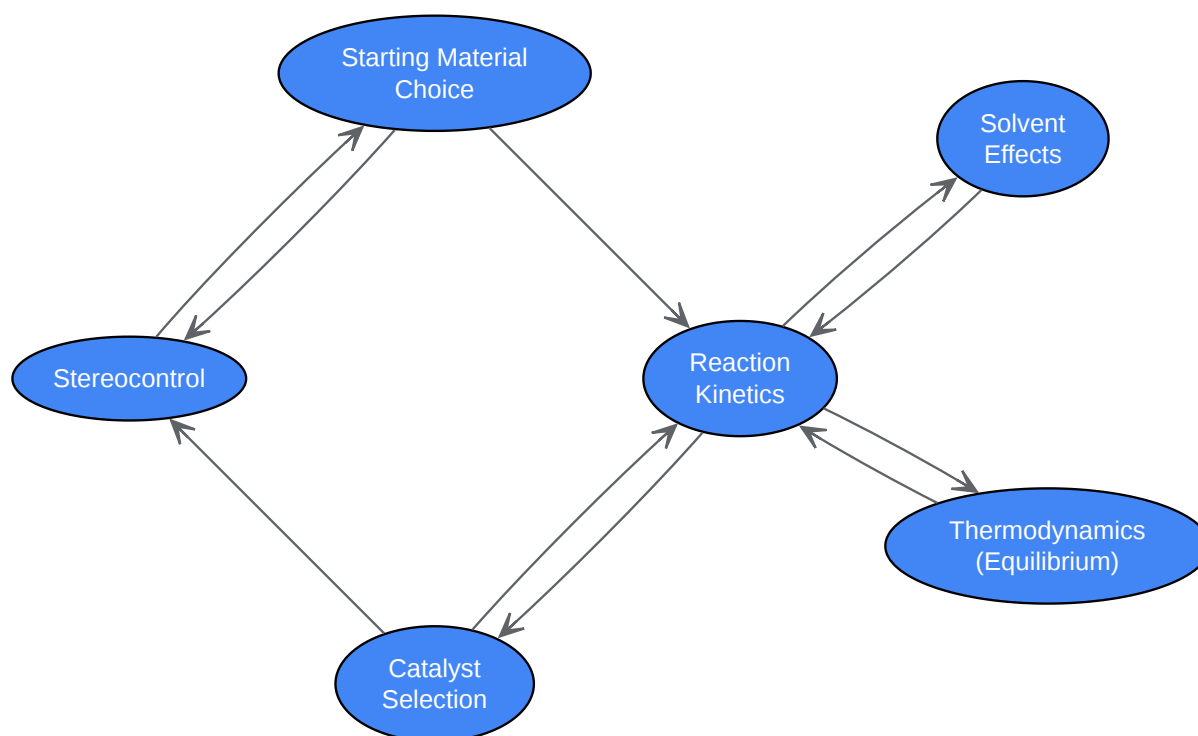 Starting Material
Choice
Solvent
Effects
Stereocontrol
Reaction
Kinetics
Thermodynamics
(Equilibrium)
Catalyst
Selection